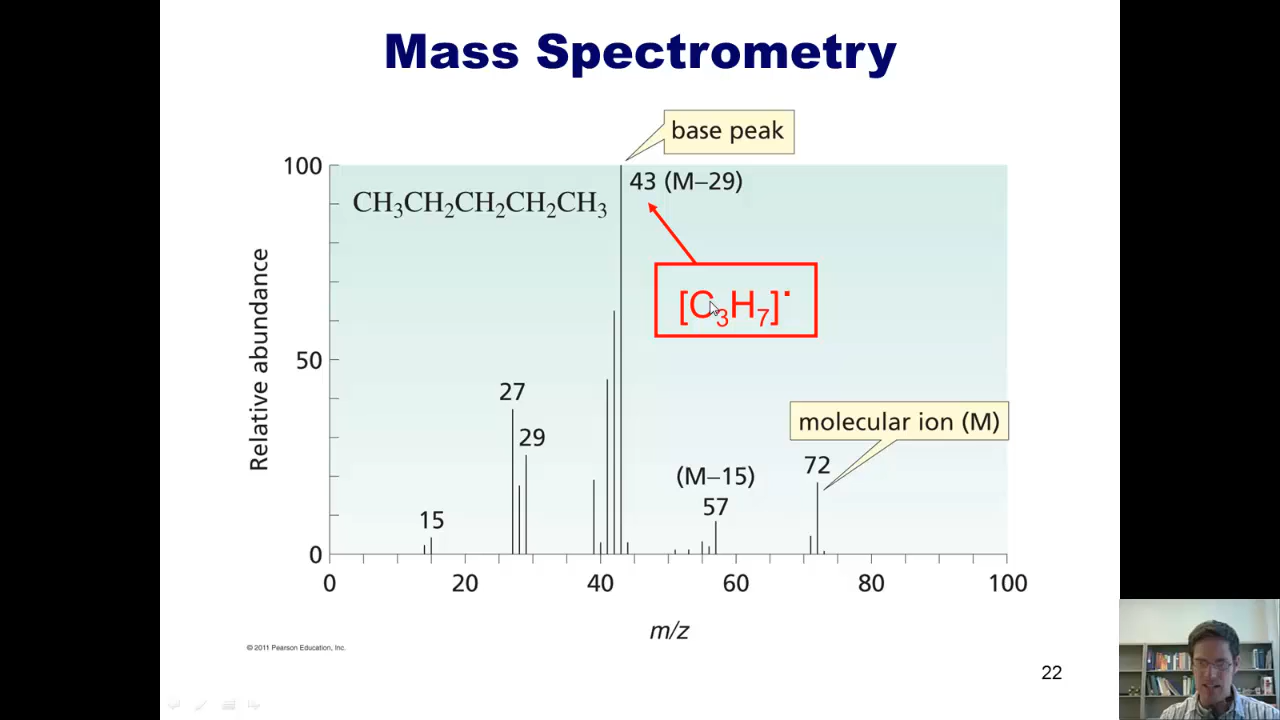 Mass Spectrometry
base peak
100
43 (M–29)
CH₃CH₂CH₂CH₂CH₃
[C₃H₇]·
Relative abundance
50
27
29
molecular ion (M)
72
(M–15)
57
15
0
0 20 40 60 80 100
m/z
© 2011 Pearson Education, Inc.
22